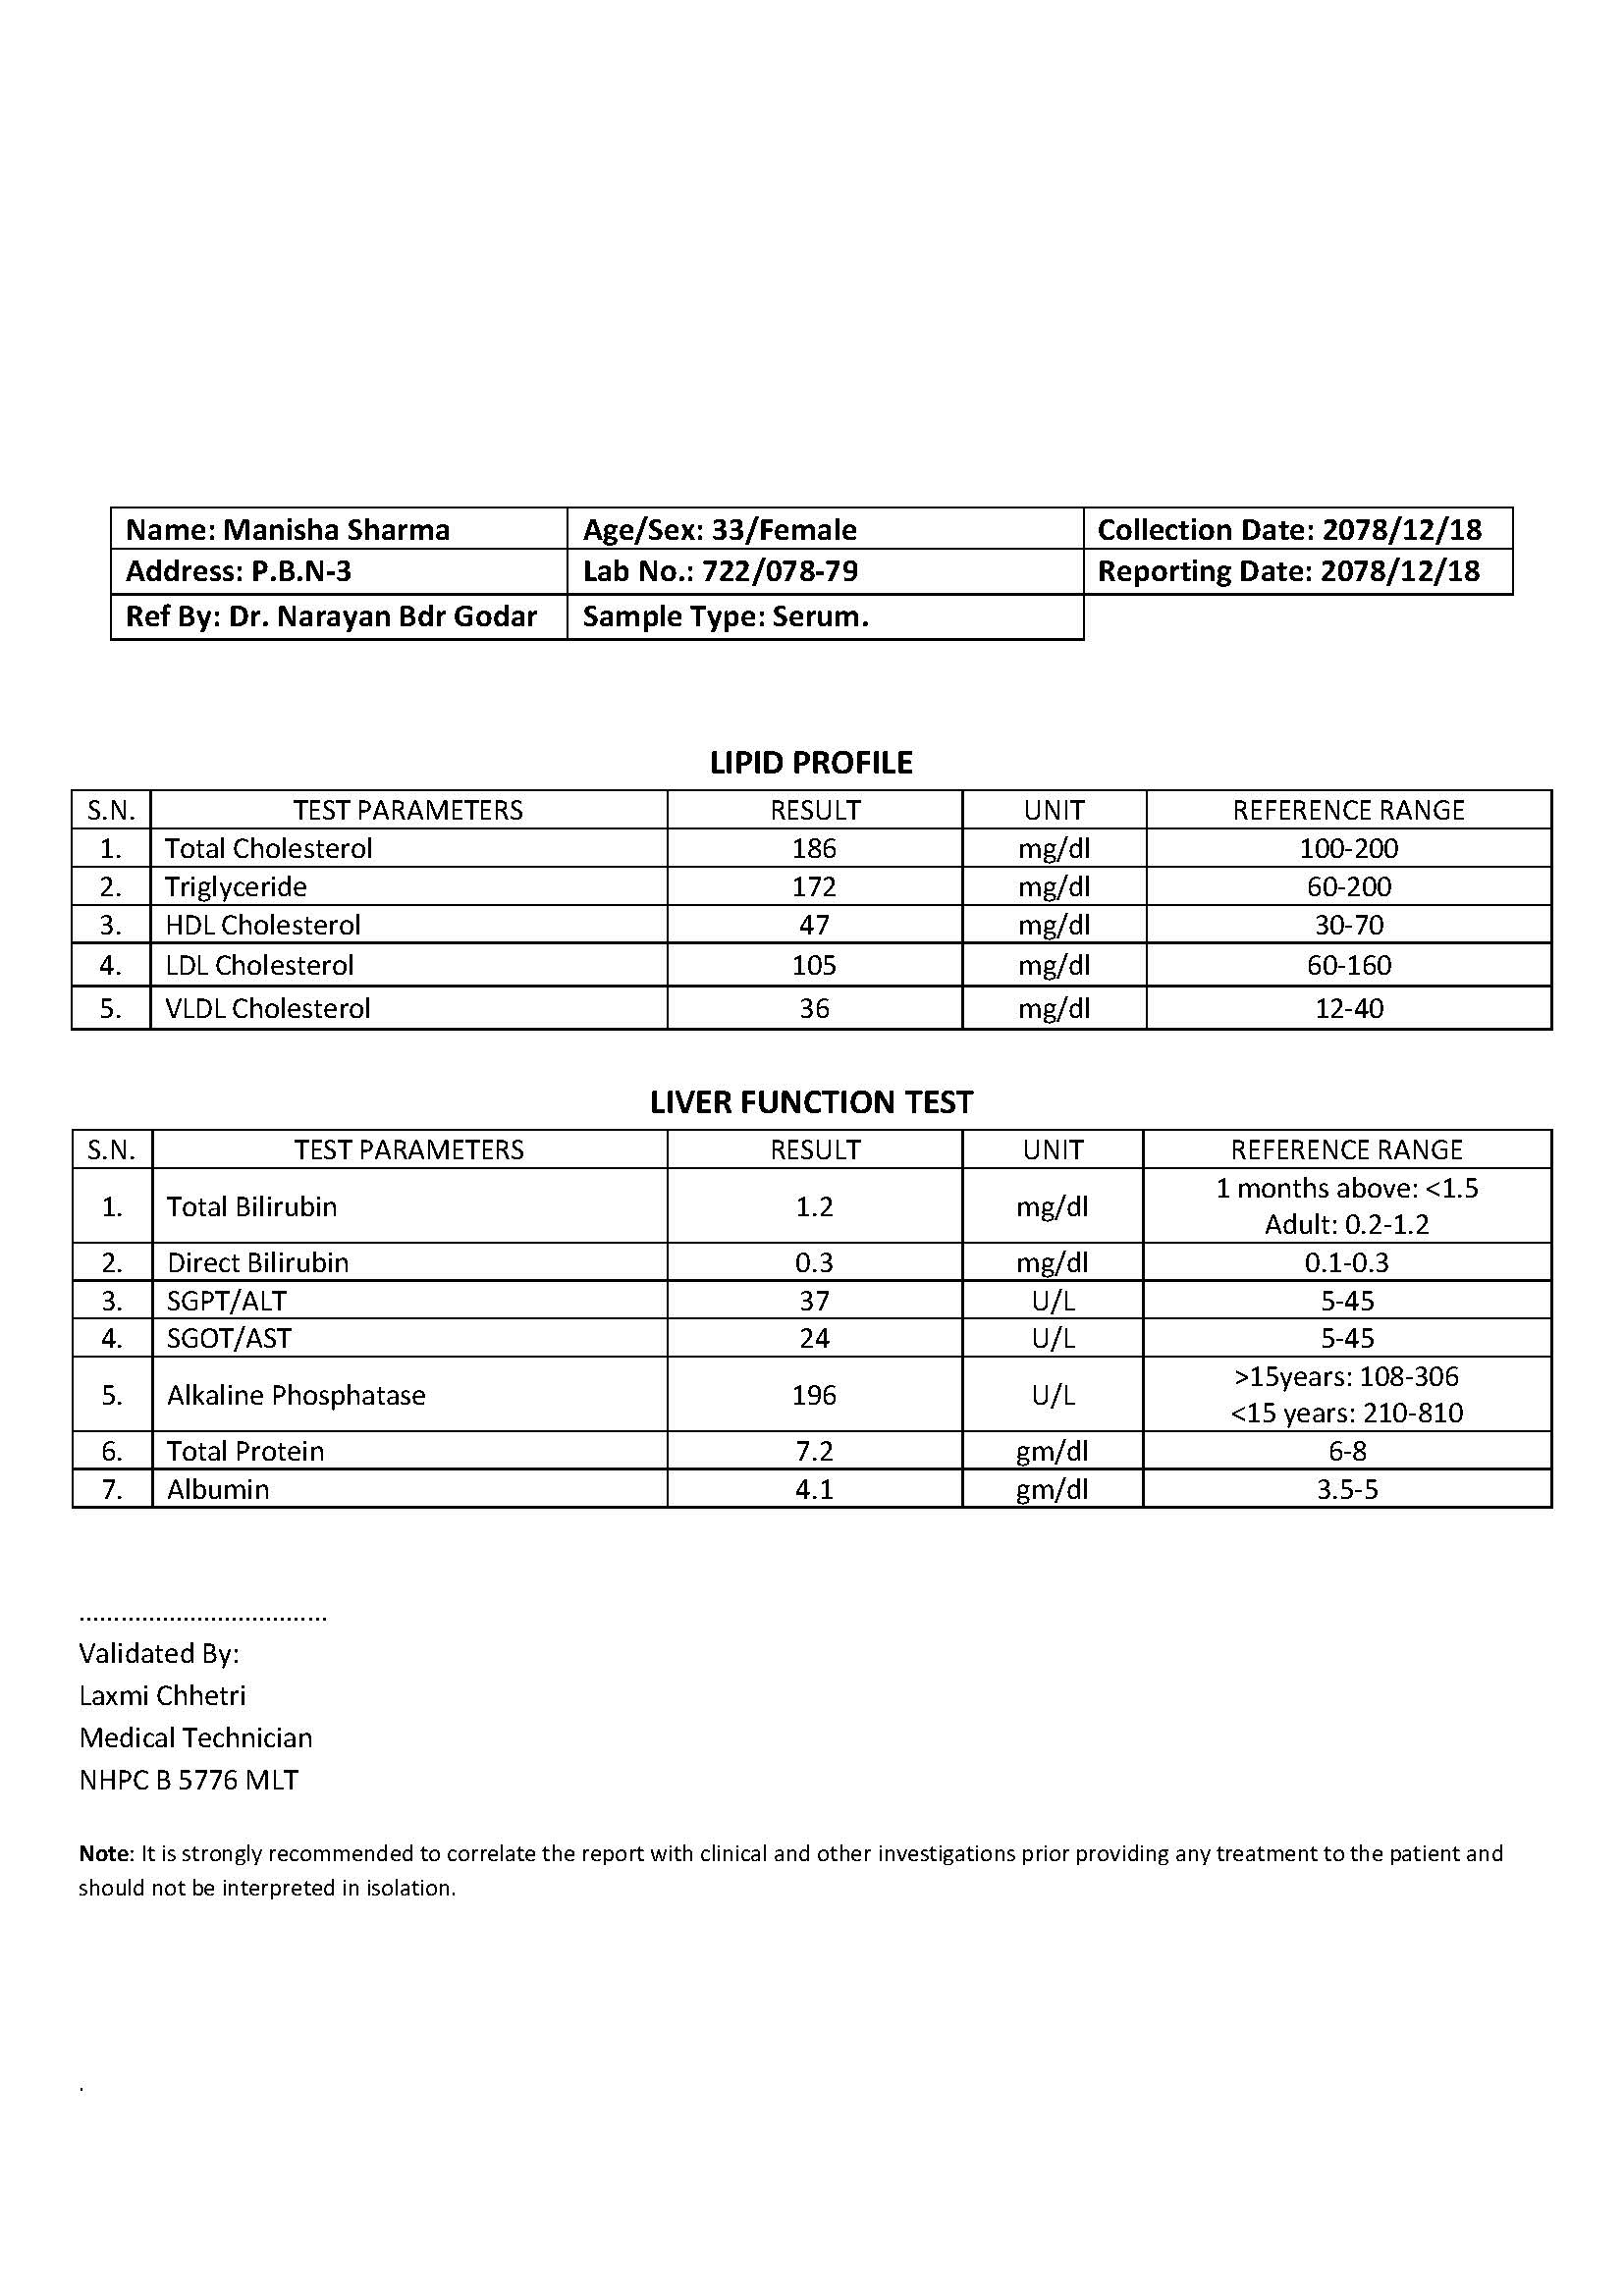 Name: Manisha Sharma Age/Sex: 33/Female Collection Date: 2078/12/18
Address: P.B.N-3 Lab No.: 722/078-79 Reporting Date: 2078/12/18
Ref By: Dr. Narayan Bdr Godar Sample Type: Serum.
LIPID PROFILE
S.N. TEST PARAMETERS RESULT UNIT REFERENCE RANGE
1. Total Cholesterol 186 mg/dl 100-200
2. Triglyceride 172 mg/dl 60-200
3. HDL Cholesterol 47 mg/dl 30-70
4. LDL Cholesterol 105 mg/dl 60-160
5. VLDL Cholesterol 36 mg/dl 12-40
LIVER FUNCTION TEST
S.N. TEST PARAMETERS RESULT UNIT REFERENCE RANGE
1. Total Bilirubin 1.2 mg/dl 1 months above: <1.5
Adult: 0.2-1.2
2. Direct Bilirubin 0.3 mg/dl 0.1-0.3
3. SGPT/ALT 37 U/L 5-45
4. SGOT/AST 24 U/L 5-45
5. Alkaline Phosphatase 196 U/L >15years: 108-306
<15 years: 210-810
6. Total Protein 7.2 gm/dl 6-8
7. Albumin 4.1 gm/dl 3.5-5
....................................
Validated By:
Laxmi Chhetri
Medical Technician
NHPC B 5776 MLT
Note: It is strongly recommended to correlate the report with clinical and other investigations prior providing any treatment to the patient and
should not be interpreted in isolation.
.